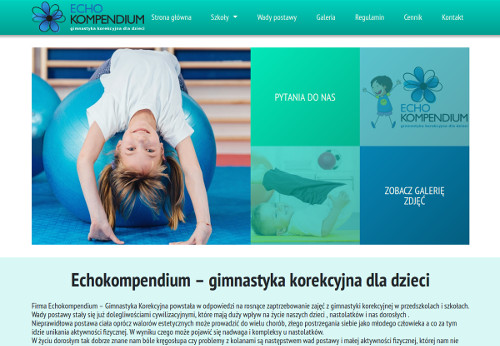 ECHO
KOMPENDIUM
gimnastyka korekcyjna dla dzieci
Strona główna Szkoły Wady postawy Galeria Regulamin Cennik Kontakt
PYTANIA DO NAS
ECHO
KOMPENDIUM
gimnastyka korekcyjna dla dzieci
ZOBACZ GALERIĘ
ZDJĘĆ
Echokompendium – gimnastyka korekcyjna dla dzieci
Firma Echokompendium – Gimnastyka Korekcyjna powstała w odpowiedzi na rosnące zaptrzebowanie zajęć z gimnastyki korekcyjnej w przedszkolach i szkołach.
Wady postawy stały się już dolegliwościami cywilizacyjnymi, które mają duży wpływ na życie naszych dzieci , nastolatków i nas dorosłych .
Nieprawidłowa postawa ciała oprócz walorów estetycznych może prowadzić do wielu chorób, złego postrzegania siebie jako młodego człowieka a co za tym
idzie unikania aktywności fizycznej. W wyniku czego może pojawić się nadwaga i kompleksy u nastolatków.
W życiu dorosłym tak dobrze znane nam bóle kręgosłupa czy problemy z kolanami są następstwem wad postawy i małej aktywności fizycznej, której nam nie